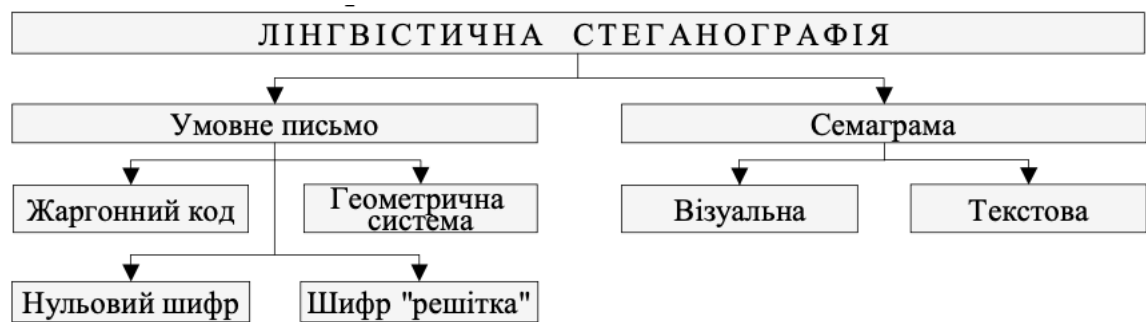 ЛІНГВІСТИЧНА СТЕГАНОГРАФІЯ
Умовне письмо
Семаграма
Жаргонний код
Геометрична
система
Візуальна
Текстова
Нульовий шифр
Шифр "решітка"